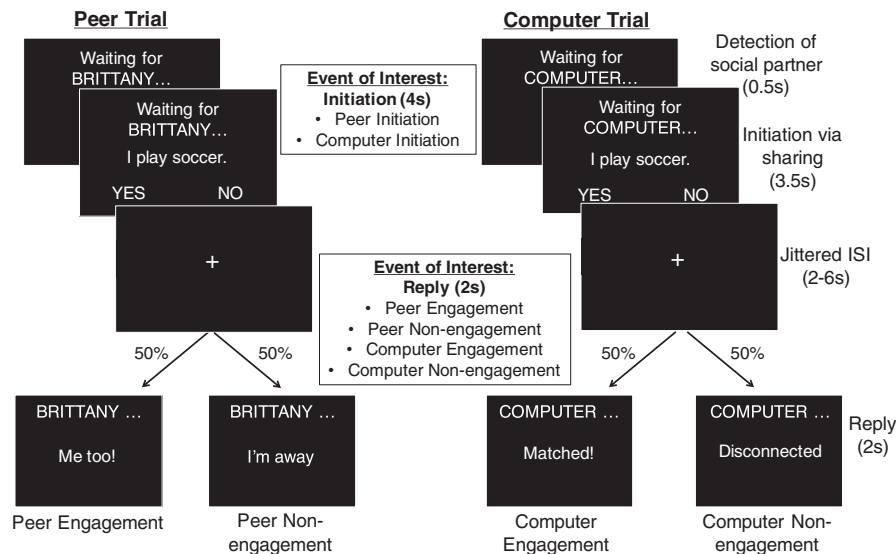 Peer Trial
Waiting for
BRITTANY…
Waiting for
BRITTANY…
I play soccer.
YES NO
+
50% 50%
BRITTANY …
Me too!
Peer Engagement
BRITTANY …
I'm away
Peer Non-
engagement
Event of Interest:
Initiation (4s)
• Peer Initiation
• Computer Initiation
Event of Interest:
Reply (2s)
• Peer Engagement
• Peer Non-engagement
• Computer Engagement
• Computer Non-engagement
Computer Trial
Waiting for
COMPUTER…
Waiting for
COMPUTER…
I play soccer.
YES NO
+
50% 50%
COMPUTER …
Matched!
Computer
Engagement
COMPUTER …
Disconnected
Computer Non-
engagement
Detection of
social partner
(0.5s)
Initiation via
sharing
(3.5s)
Jittered ISI
(2-6s)
Reply
(2s)